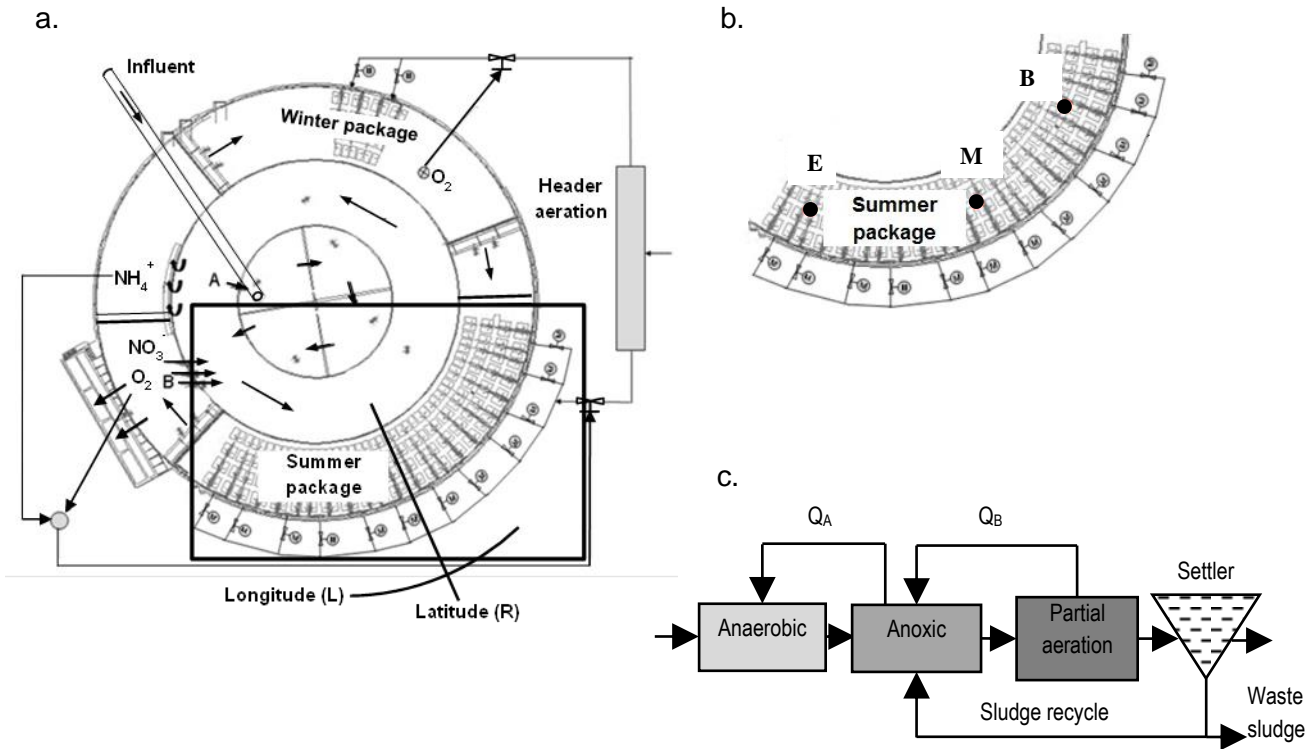 a.
Influent
Winter package
O2
Header
aeration
NH4+
A
NO3-
O2
B
Summer
package
Longitude (L)
Latitude (R)
b.
B
E
M
Summer
package
c.
QA
QB
Settler
Anaerobic
Anoxic
Partial
aeration
Sludge recycle
Waste
sludge